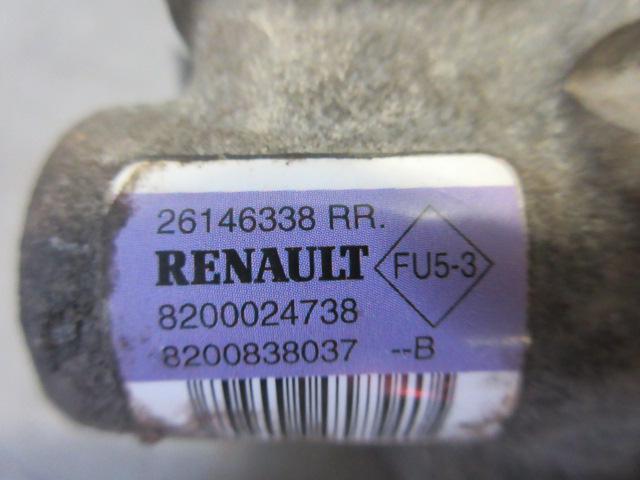 26146338 RR.
RENAULT FU5-3
8200024738
8200838037 --B